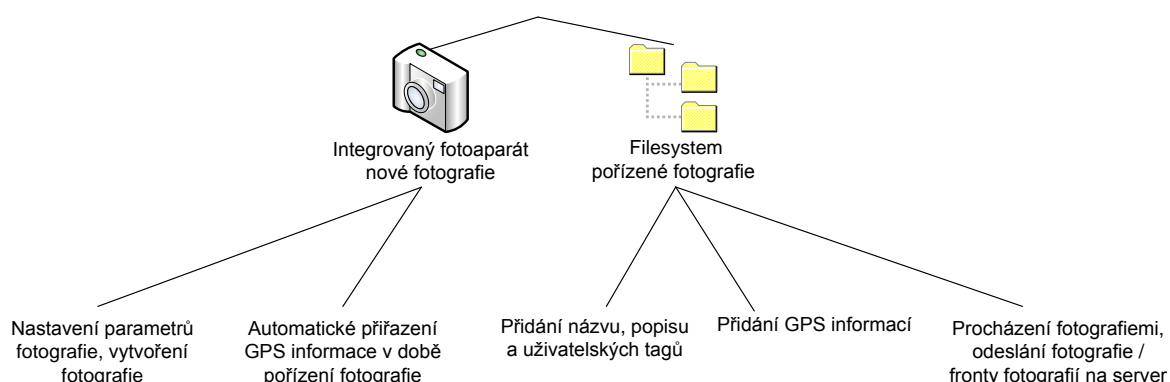 Integrovaný fotoaparát
nové fotografie
Filesystem
pořízené fotografie
Nastavení parametrů
fotografie, vytvoření
fotografie
Automatické přiřazení
GPS informace v době
pořízení fotografie
Přidání názvu, popisu
a uživatelských tagů
Přidání GPS informací
Procházení fotografiemi,
odeslání fotografie /
fronty fotografií na server